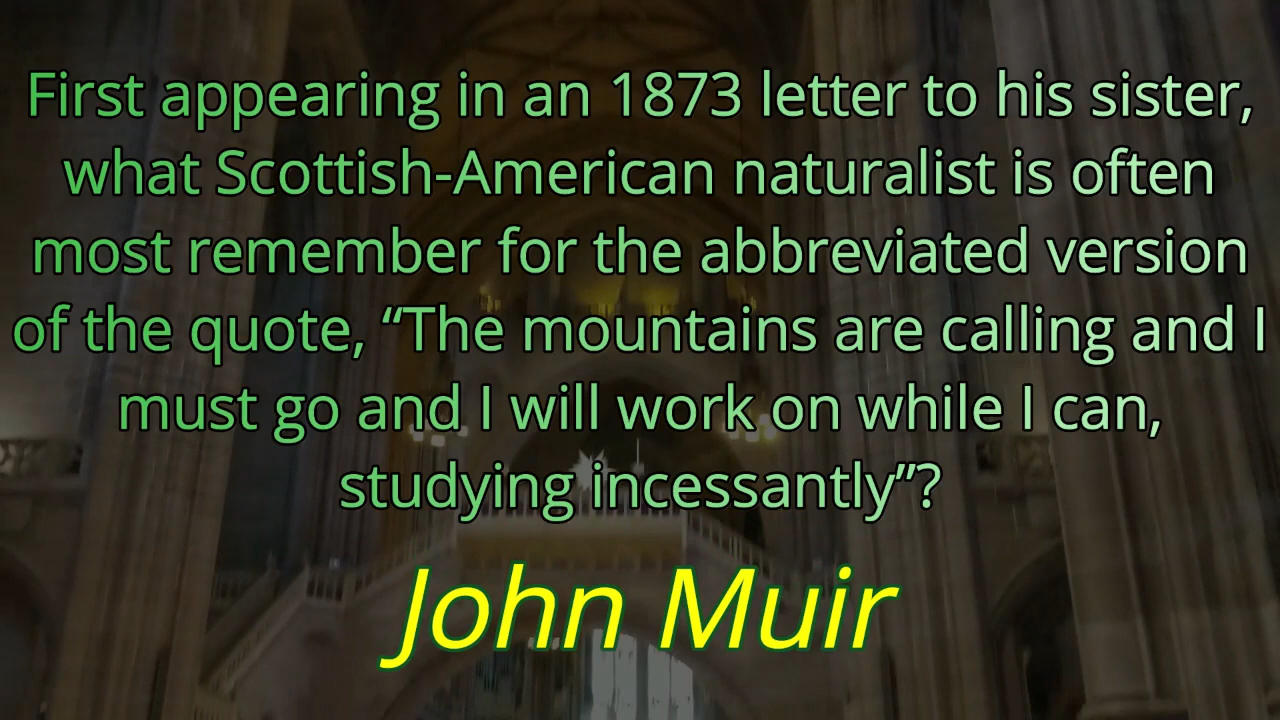 First appearing in an 1873 letter to his sister,
what Scottish-American naturalist is often
most remember for the abbreviated version
of the quote, “The mountains are calling and I
must go and I will work on while I can,
studying incessantly”?
John Muir